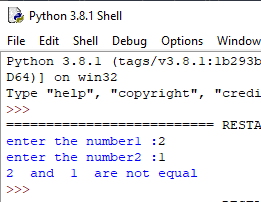 Python 3.8.1 Shell
File Edit Shell Debug Options Window
Python 3.8.1 (tags/v3.8.1:1b293b
D64)] on win32
Type "help", "copyright", "credi
>>>
========================== RESTA
enter the number1 :2
enter the number2 :1
2  and  1  are not equal
>>>